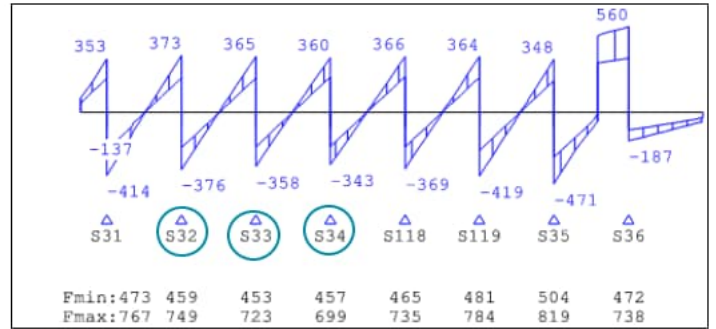 560
353 373 365 360 366 364 348
-137
-414 -376 -358 -343 -369 -419 -471 -187
S31 S32 S33 S34 S118 S119 S35 S36
Fmin:473 459 453 457 465 481 504 472
Fmax:767 749 723 699 735 784 819 738